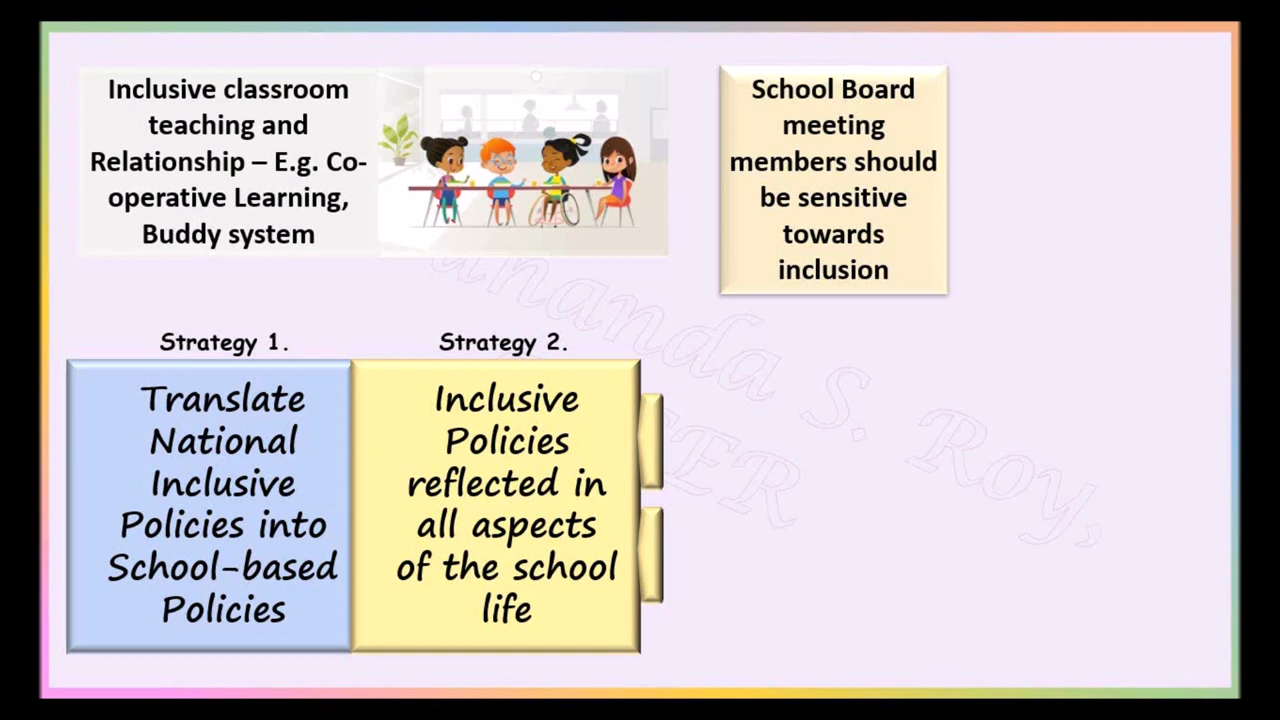 Inclusive classroom
teaching and
Relationship – E.g. Co-
operative Learning,
Buddy system
School Board
meeting
members should
be sensitive
towards
inclusion
Strategy 1.
Translate
National
Inclusive
Policies into
School-based
Policies
Strategy 2.
Inclusive
Policies
reflected in
all aspects
of the school
life
S. Roy,